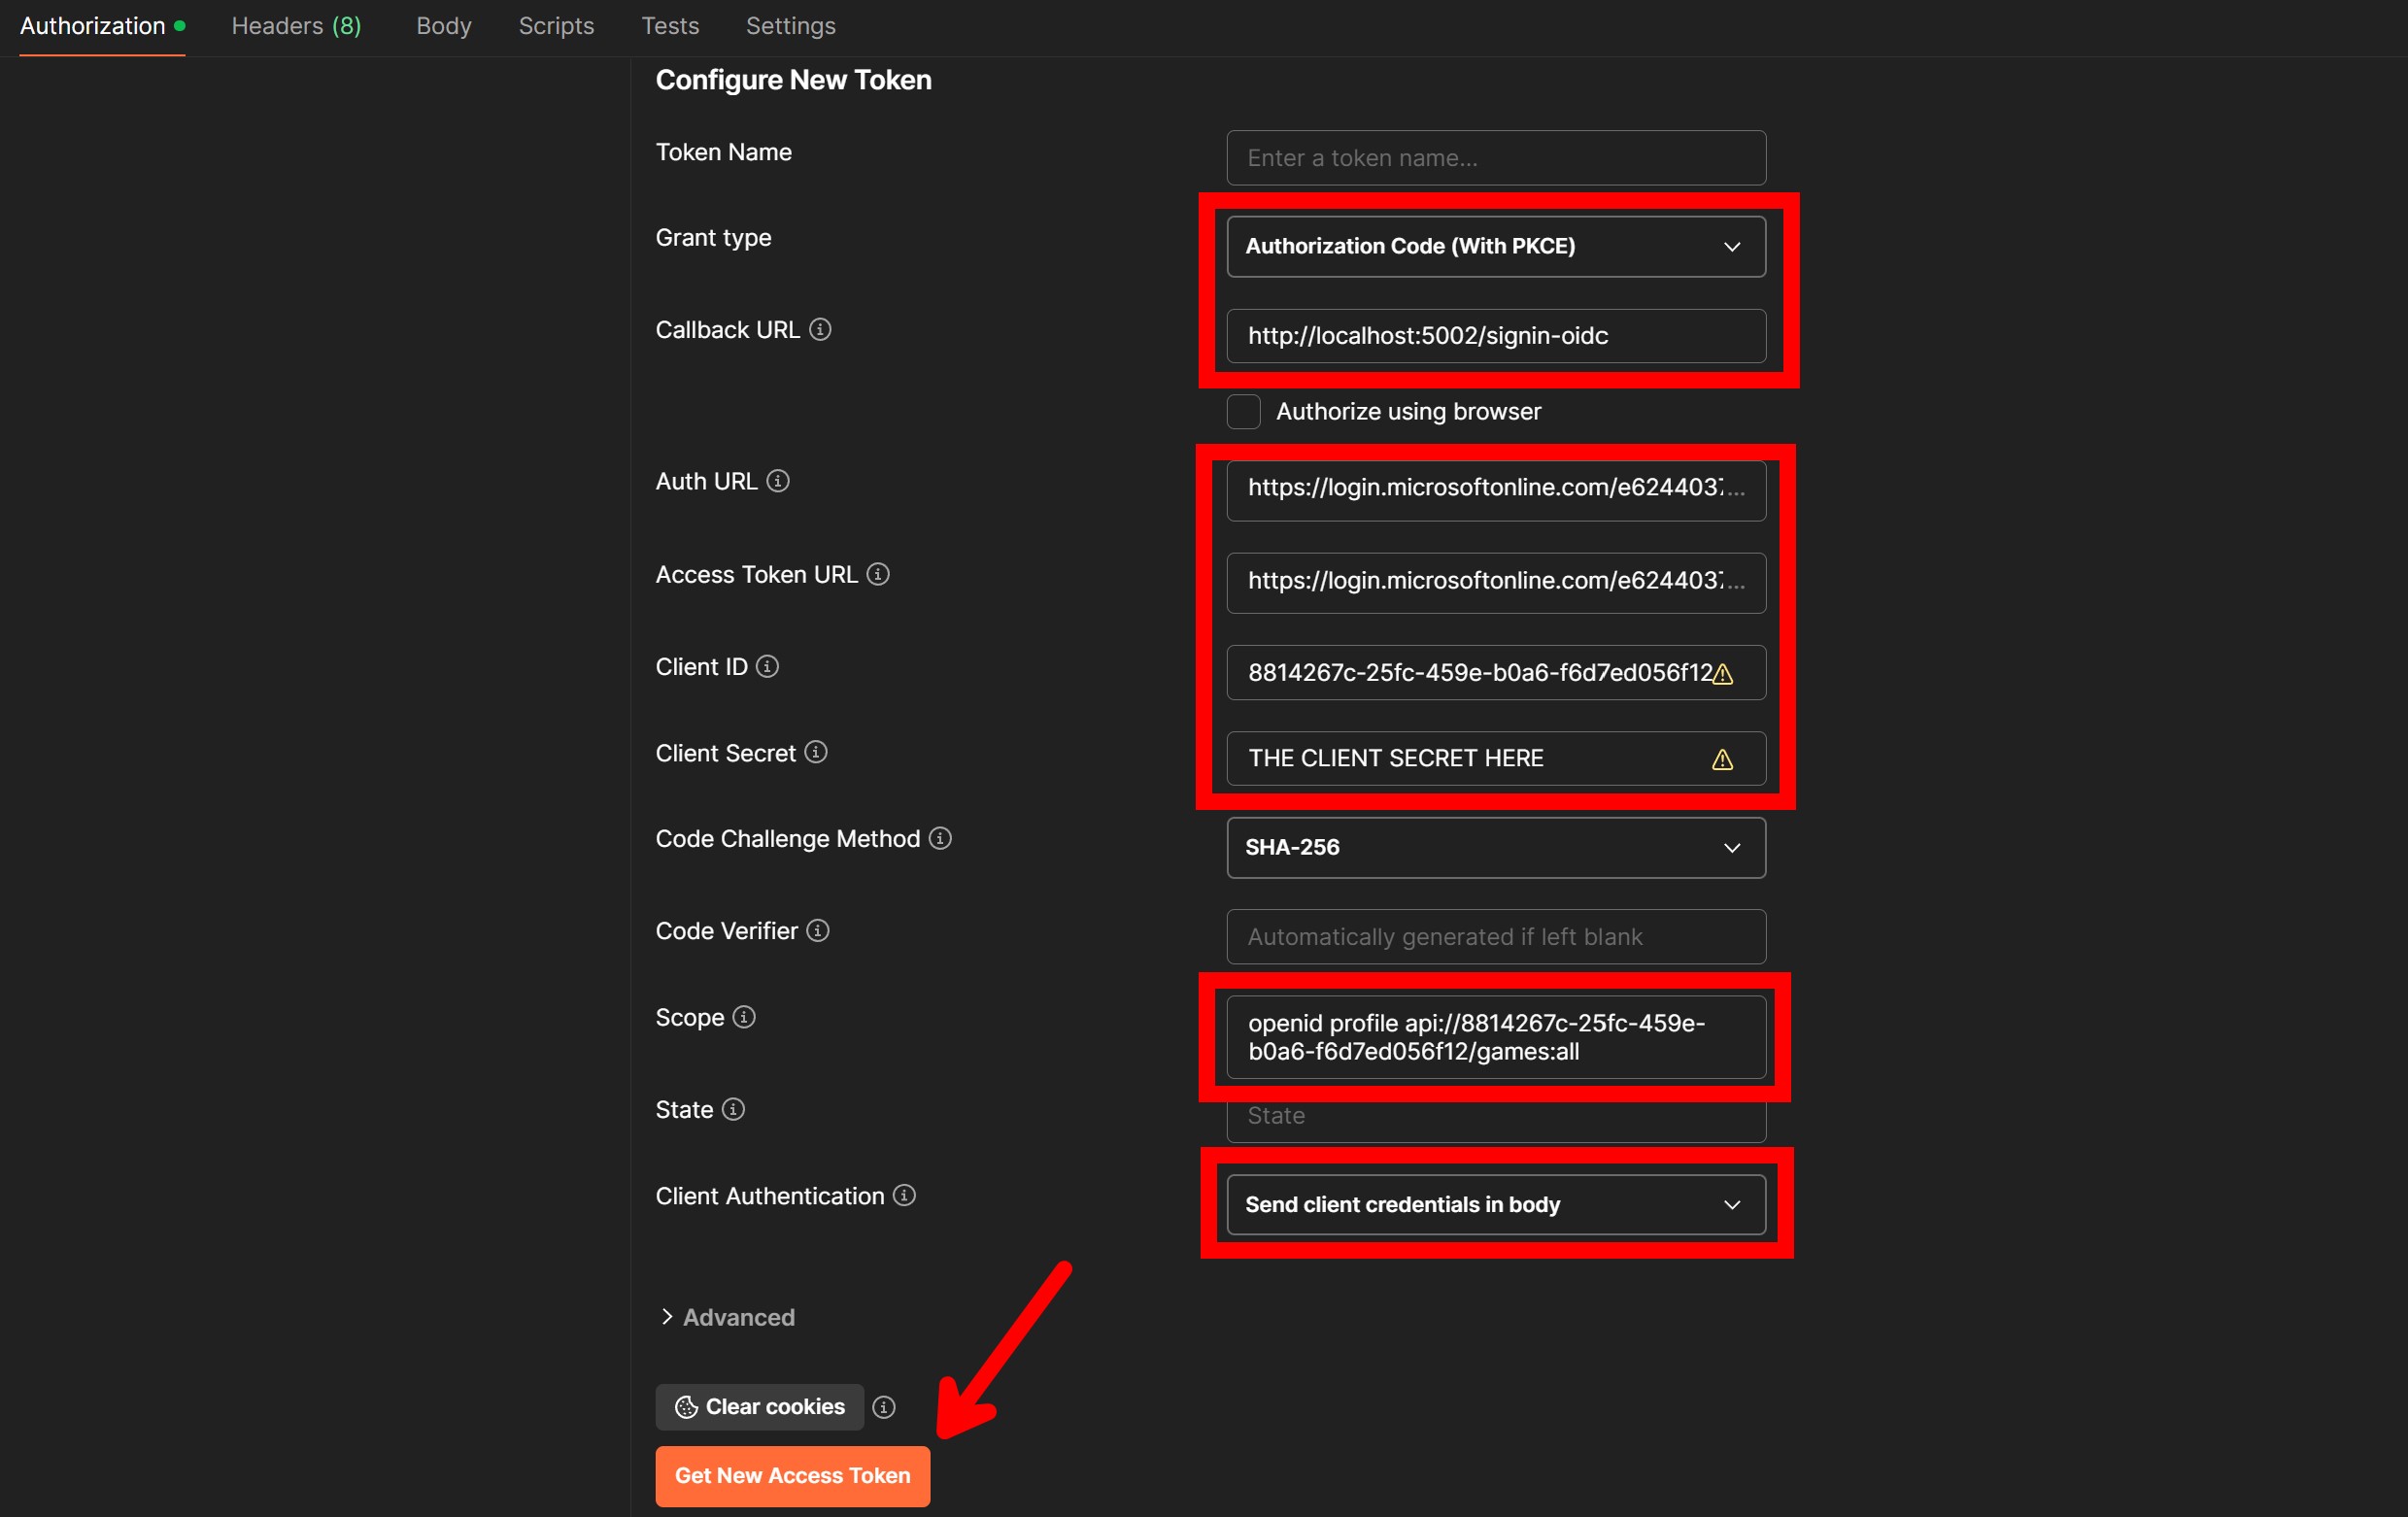 Authorization Headers (8) Body Scripts Tests Settings
Configure New Token
Token Name
Enter a token name...
Grant type
Authorization Code (With PKCE)
Callback URL
http://localhost:5002/signin-oidc
Authorize using browser
Auth URL
https://login.microsoftonline.com/e6244037...
Access Token URL
https://login.microsoftonline.com/e6244037...
Client ID
8814267c-25fc-459e-b0a6-f6d7ed056f12
Client Secret
THE CLIENT SECRET HERE
Code Challenge Method
SHA-256
Code Verifier
Automatically generated if left blank
Scope
openid profile api://8814267c-25fc-459e-
b0a6-f6d7ed056f12/games:all
State
State
Client Authentication
Send client credentials in body
Advanced
Clear cookies
Get New Access Token